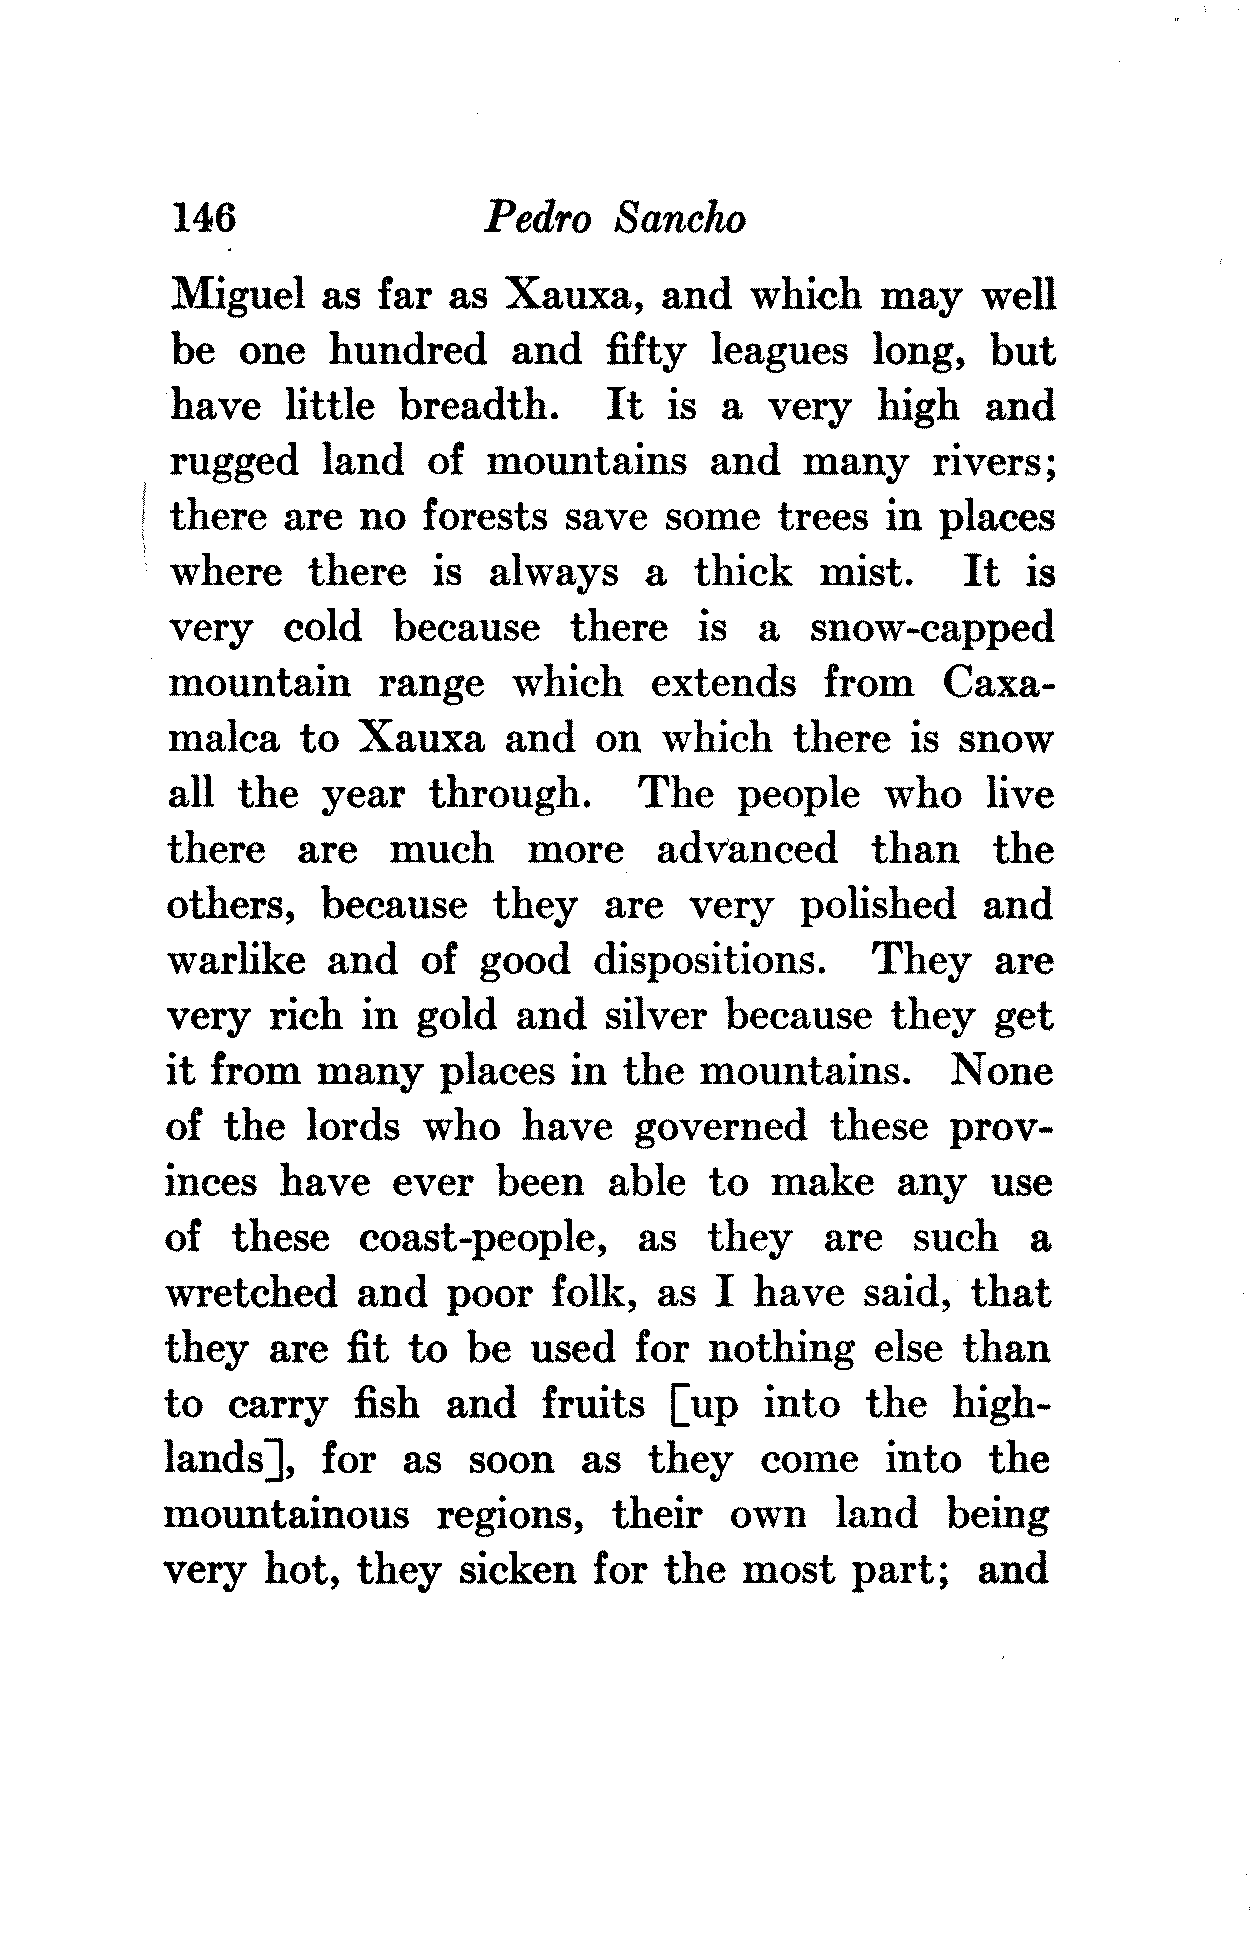 146 Pedro Sancho
Miguel as far as Xauxa, and which may well
be one hundred and fifty leagues long, but
have little breadth. It is a very high and
rugged land of mountains and many rivers;
there are no forests save some trees in places
where there is always a thick mist. It is
very cold because there is a snow-capped
mountain range which extends from Caxa-
malca to Xauxa and on which there is snow
all the year through. The people who live
there are much more advanced than the
others, because they are very polished and
warlike and of good dispositions. They are
very rich in gold and silver because they get
it from many places in the mountains. None
of the lords who have governed these prov-
inces have ever been able to make any use
of these coast-people, as they are such a
wretched and poor folk, as I have said, that
they are fit to be used for nothing else than
to carry fish and fruits [up into the high-
lands], for as soon as they come into the
mountainous regions, their own land being
very hot, they sicken for the most part; and